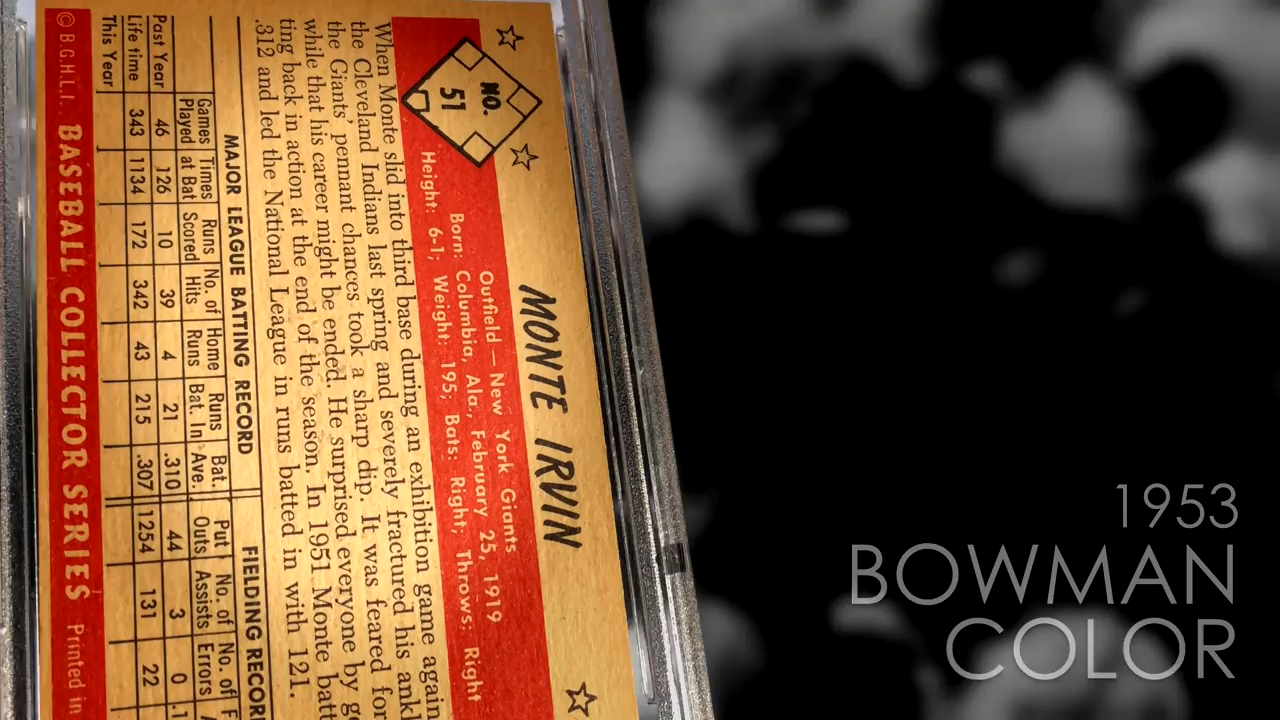 NO.
51
MONTE IRVIN
Outfield — New York Giants
Born: Columbia, Ala., February 25, 1919
Height: 6-1; Weight: 195; Bats: Right; Throws: Right
When Monte slid into third base during an exhibition game again
the Cleveland Indians last spring and severely fractured his ankl
the Giants' pennant chances took a sharp dip. It was feared for
while that his career might be ended. He surprised everyone by ge
ting back in action at the end of the season. In 1951 Monte batt
.312 and led the National League in runs batted in with 121.
MAJOR LEAGUE BATTING RECORD FIELDING RECOR
Games Times Runs No. of Home Runs Bat. Put No. of No. of F
Played at Bat Scored Hits Runs Bat. In Ave. Outs Assists Errors A
Past Year 46 126 10 39 4 21 .310 44 3 0 .1
Life time 343 1134 172 342 43 215 .307 1254 131 22
This Year
© B.G.H.L.I. BASEBALL COLLECTOR SERIES Printed in
1953
BOWMAN
COLOR